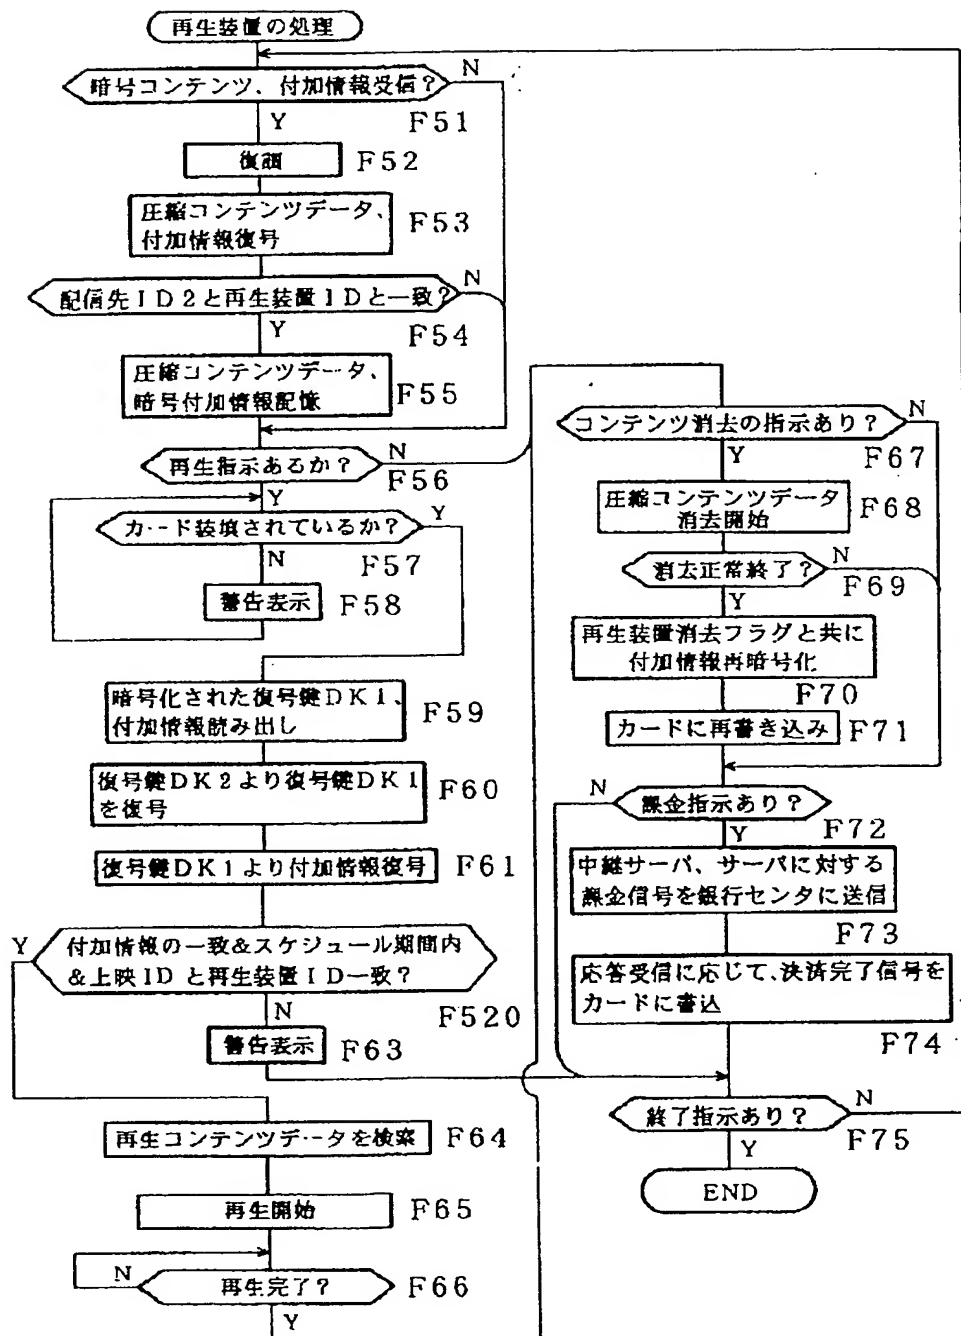 再生装置の処理
暗号コンテンツ、付加情報受信？
N
Y
F51
復調
F52
圧縮コンテンツデータ、
付加情報復号
F53
配信先ID2と再生装置IDと一致？
N
Y
F54
圧縮コンテンツデータ、
暗号付加情報記憶
F55
再生指示あるか？
N
F56
Y
カード装填されているか？
Y
F57
N
警告表示
F58
暗号化された復号鍵DK1、
付加情報読み出し
F59
復号鍵DK2より復号鍵DK1
を復号
F60
復号鍵DK1より付加情報復号
F61
Y
付加情報の一致&スケジュール期間内
&上映IDと再生装置ID一致？
N
F520
警告表示
F63
再生コンテンツデータを検索
F64
再生開始
F65
N
再生完了？
F66
Y
コンテンツ消去の指示あり？
N
Y
F67
圧縮コンテンツデータ
消去開始
F68
消去正常終了？
N
F69
Y
再生装置消去フラグと共に
付加情報再暗号化
F70
カードに再書き込み
F71
N
課金指示あり？
F72
Y
中継サーバ、サーバに対する
課金信号を銀行センタに送信
F73
応答受信に応じて、決済完了信号を
カードに書込
F74
終了指示あり？
N
F75
Y
END